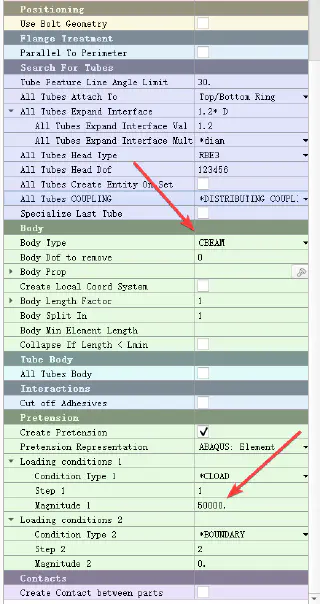 Positioning
Use Bolt Geometry
Flange Treatment
Parallel To Perimeter
Search For Tubes
Tube Feature Line Angle Limit 30.
All Tubes Attach To Top/Bottom Ring
All Tubes Expand Interface 1.2* D
All Tubes Expand Interface Val 1.2
All Tubes Expand Interface Mult *diam
All Tubes Head Type RBE3
All Tubes Head Dof 123456
All Tubes Create Entity On Set
All Tubes COUPLING *DISTRIBUTING COUPL
Specialize Last Tube
Body
Body Type CBEAM
Body Dof to remove 0
Body Prop
Create Local Coord System
Body Length Factor 1
Body Split In 1
Body Min Element Length
Collapse If Length < Lmin
Tube Body
All Tubes Body
Interactions
Cut off Adhesives
Pretension
Create Pretension
Pretension Representation ABAQUS: Element
Loading conditions 1
Condition Type 1 *CLOAD
Step 1 1
Magnitude 1 50000.
Loading conditions 2
Condition Type 2 *BOUNDARY
Step 2 2
Magnitude 2 0.
Contacts
Create Contact between parts